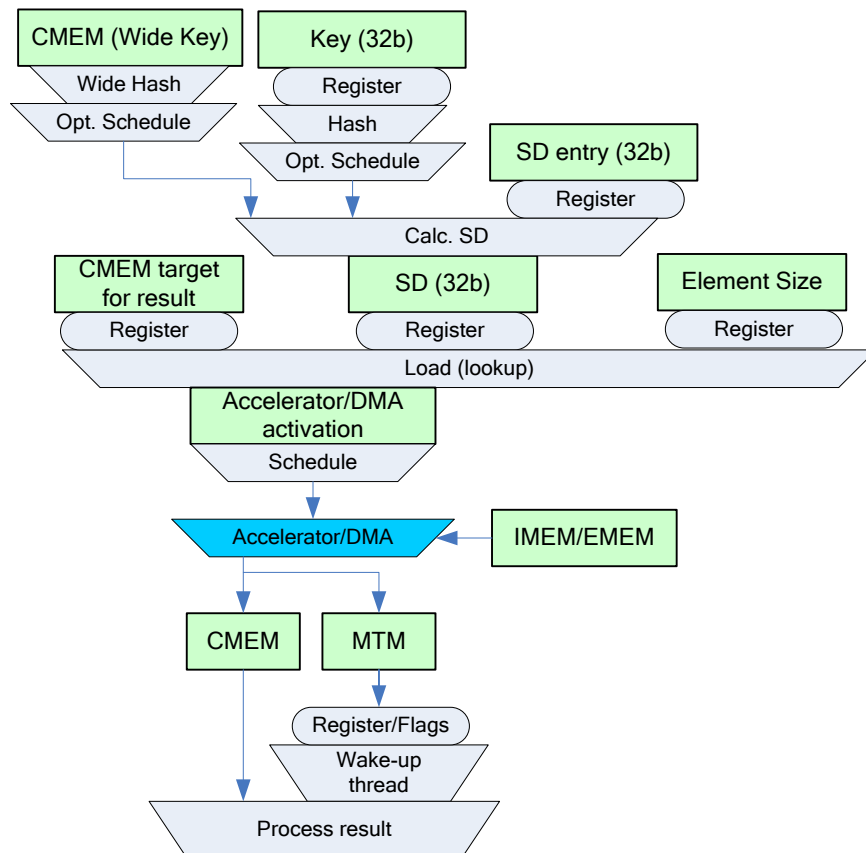 CMEM (Wide Key)
Wide Hash
Opt. Schedule
Key (32b)
Register
Hash
Opt. Schedule
SD entry (32b)
Register
Calc. SD
CMEM target
for result
Register
SD (32b)
Register
Element Size
Register
Load (lookup)
Accelerator/DMA
activation
Schedule
Accelerator/DMA
IMEM/EMEM
CMEM
MTM
Register/Flags
Wake-up
thread
Process result